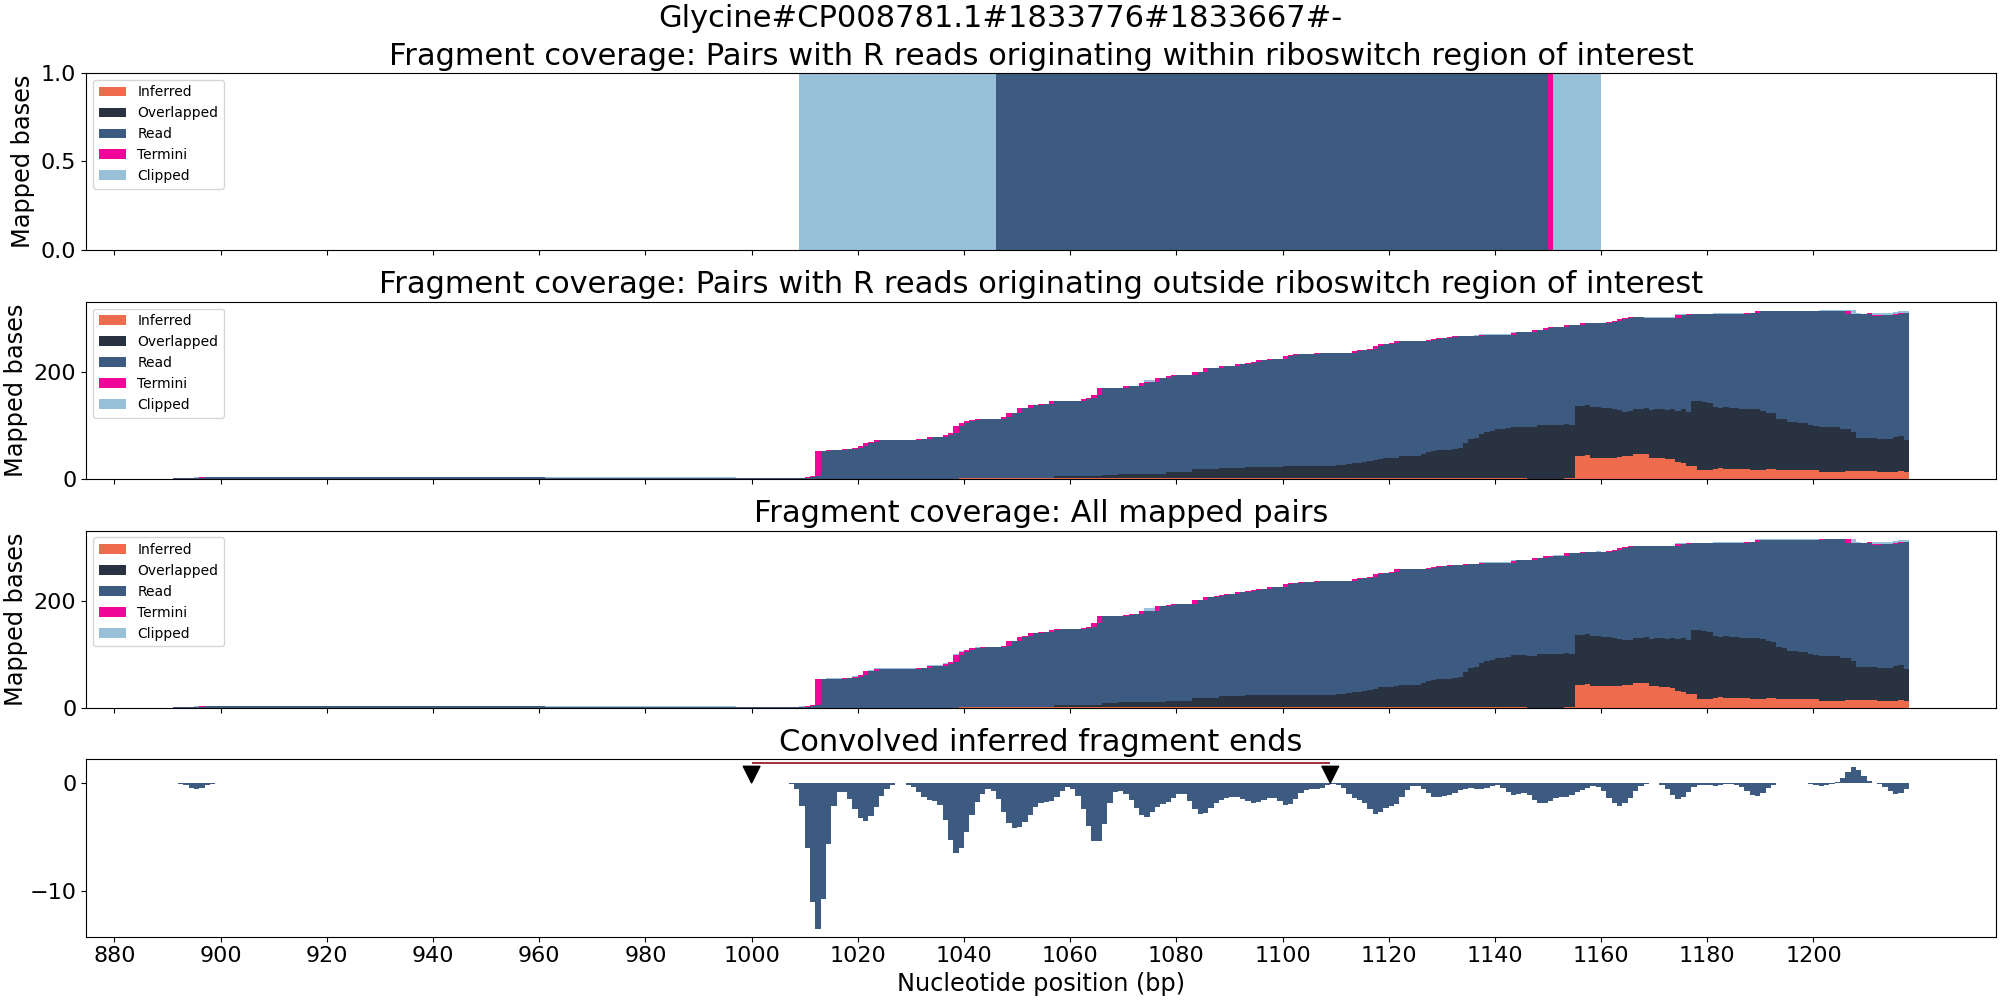 Glycine#CP008781.1#1833776#1833667#-
Fragment coverage: Pairs with R reads originating within riboswitch region of interest
Mapped bases
1.0
0.5
0.0
Inferred
Overlapped
Read
Termini
Clipped
Fragment coverage: Pairs with R reads originating outside riboswitch region of interest
Mapped bases
200
0
Inferred
Overlapped
Read
Termini
Clipped
Fragment coverage: All mapped pairs
Mapped bases
200
0
Inferred
Overlapped
Read
Termini
Clipped
Convolved inferred fragment ends
0
−10
880 900 920 940 960 980 1000 1020 1040 1060 1080 1100 1120 1140 1160 1180 1200
Nucleotide position (bp)